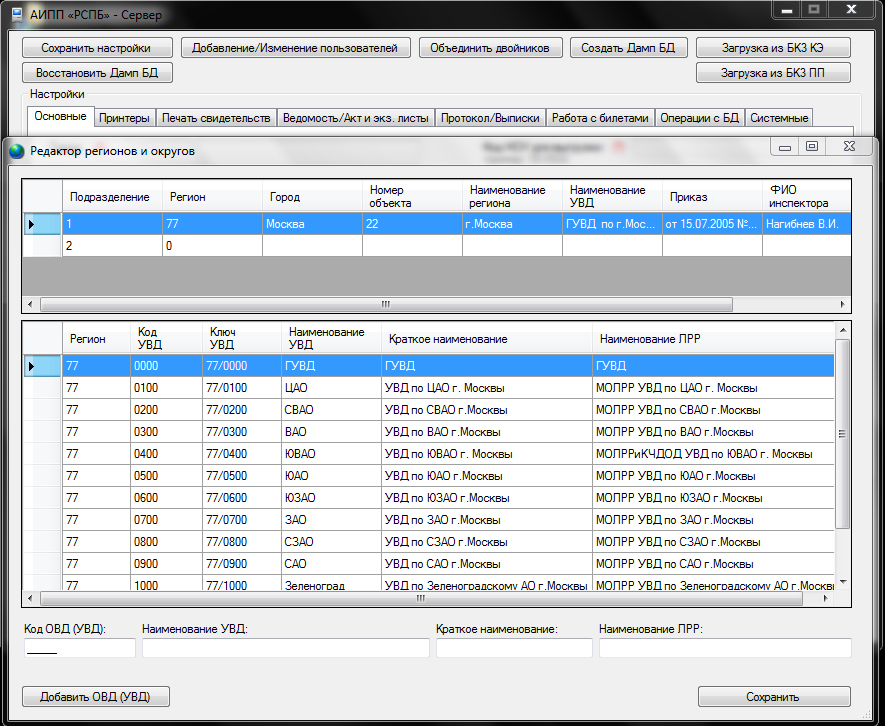 АИПП «РСПБ» - Сервер
Сохранить настройки Добавление/Изменение пользователей Объединить двойников Создать Дамп БД Загрузка из БКЗ КЭ
Восстановить Дамп БД Загрузка из БКЗ ПП
Настройки
Основные Принтеры Печать свидетельств Ведомость/Акт и экз. листы Протокол/Выписки Работа с билетами Операции с БД Системные
Редактор регионов и округов
Подразделение Регион Город Номер объекта Наименование региона Наименование УВД Приказ ФИО инспектора
1 77 Москва 22 г.Москва ГУВД по г.Мос... от 15.07.2005 №... Нагибнев В.И.
2 0
Регион Код УВД Ключ УВД Наименование УВД Краткое наименование Наименование ЛРР
77 0000 77/0000 ГУВД ГУВД ГУВД
77 0100 77/0100 ЦАО УВД по ЦАО г. Москвы МОЛРР УВД по ЦАО г. Москвы
77 0200 77/0200 СВАО УВД по СВАО г.Москвы МОЛРР УВД по СВАО г.Москвы
77 0300 77/0300 ВАО УВД по ВАО г.Москвы МОЛРР УВД по ВАО г.Москвы
77 0400 77/0400 ЮВАО УВД по ЮВАО г. Москвы МОЛРРиКЧДОД УВД по ЮВАО г. Москвы
77 0500 77/0500 ЮАО УВД по ЮАО г.Москвы МОЛРР УВД по ЮАО г.Москвы
77 0600 77/0600 ЮЗАО УВД по ЮЗАО г.Москвы МОЛРР УВД по ЮЗАО г.Москвы
77 0700 77/0700 ЗАО УВД по ЗАО г.Москвы МОЛРР УВД по ЗАО г.Москвы
77 0800 77/0800 СЗАО УВД по СЗАО г.Москвы МОЛРР УВД по СЗАО г.Москвы
77 0900 77/0900 САО УВД по САО г.Москвы МОЛРР УВД по САО г.Москвы
77 1000 77/1000 Зеленоград УВД по Зеленоградскому АО г.Москвы МОЛРР УВД по Зеленоградскому АО г.Москвы
Код ОВД (УВД): Наименование УВД: Краткое наименование: Наименование ЛРР:
Добавить ОВД (УВД) Сохранить